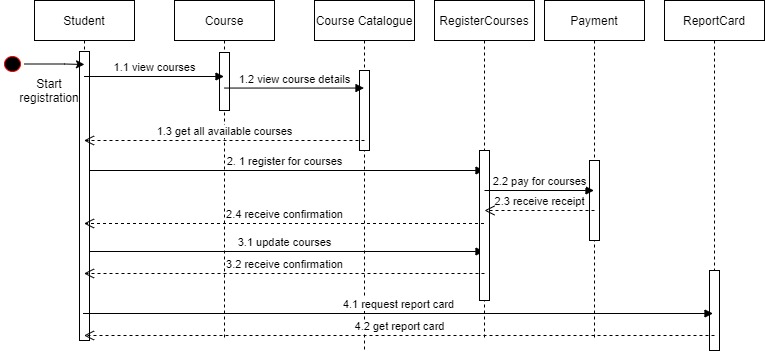 Student
Course
Course Catalogue
RegisterCourses
Payment
ReportCard
Start
registration
1.1 view courses
1.2 view course details
1.3 get all available courses
2. 1 register for courses
2.2 pay for courses
2.3 receive receipt
2.4 receive confirmation
3.1 update courses
3.2 receive confirmation
4.1 request report card
4.2 get report card